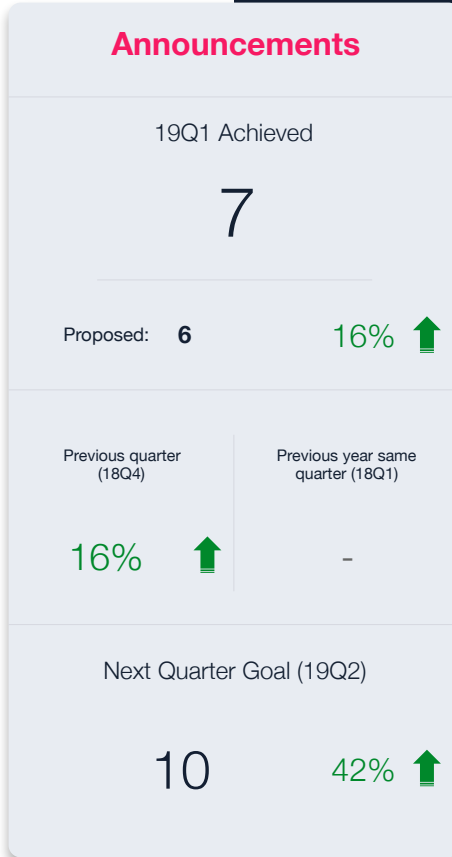 Announcements
19Q1 Achieved
7
Proposed: 6 16%
Previous quarter
(18Q4)
16%
Previous year same
quarter (18Q1)
-
Next Quarter Goal (19Q2)
10 42%